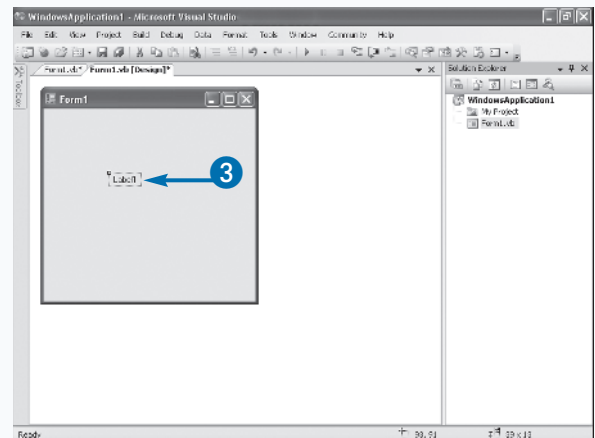 WindowsApplication1 - Microsoft Visual Studio
File Edit View Project Build Debug Data Format Tools Window Community Help
Form1.vb* Form1.vb [Design]*
Solution Explorer
Toolbox
Form1
WindowsApplication1
My Project
Form1.vb
Label1
3
Ready